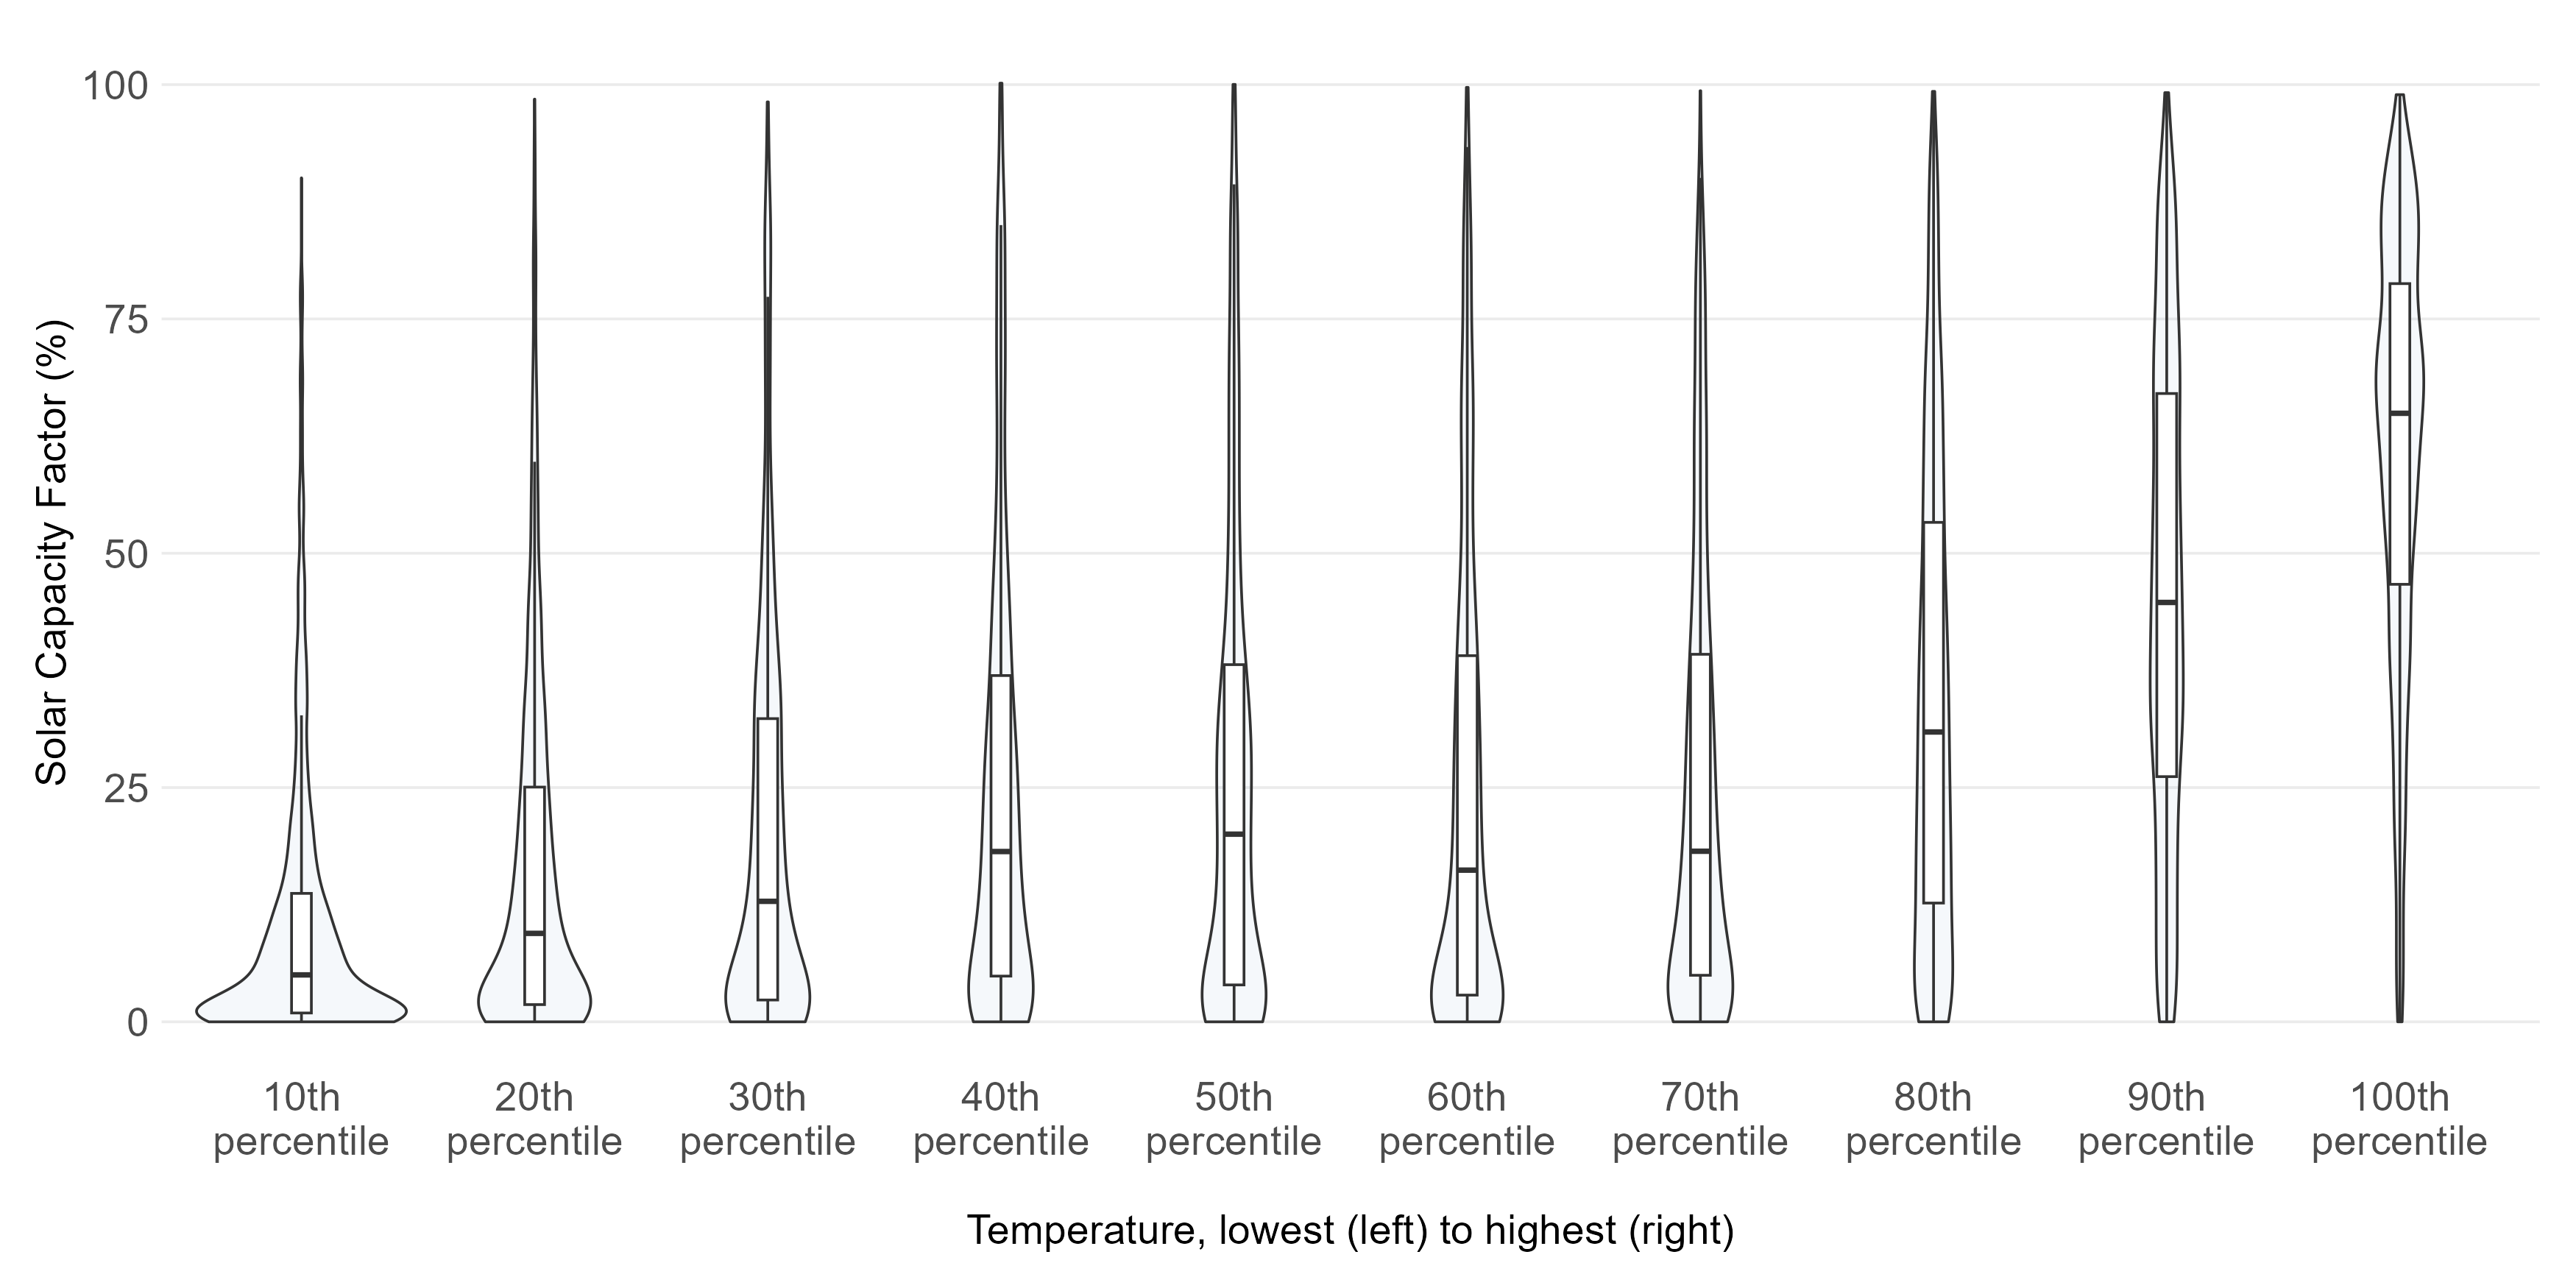 Solar Capacity Factor (%)
100
75
50
25
0
10th
percentile
20th
percentile
30th
percentile
40th
percentile
50th
percentile
60th
percentile
70th
percentile
80th
percentile
90th
percentile
100th
percentile
Temperature, lowest (left) to highest (right)